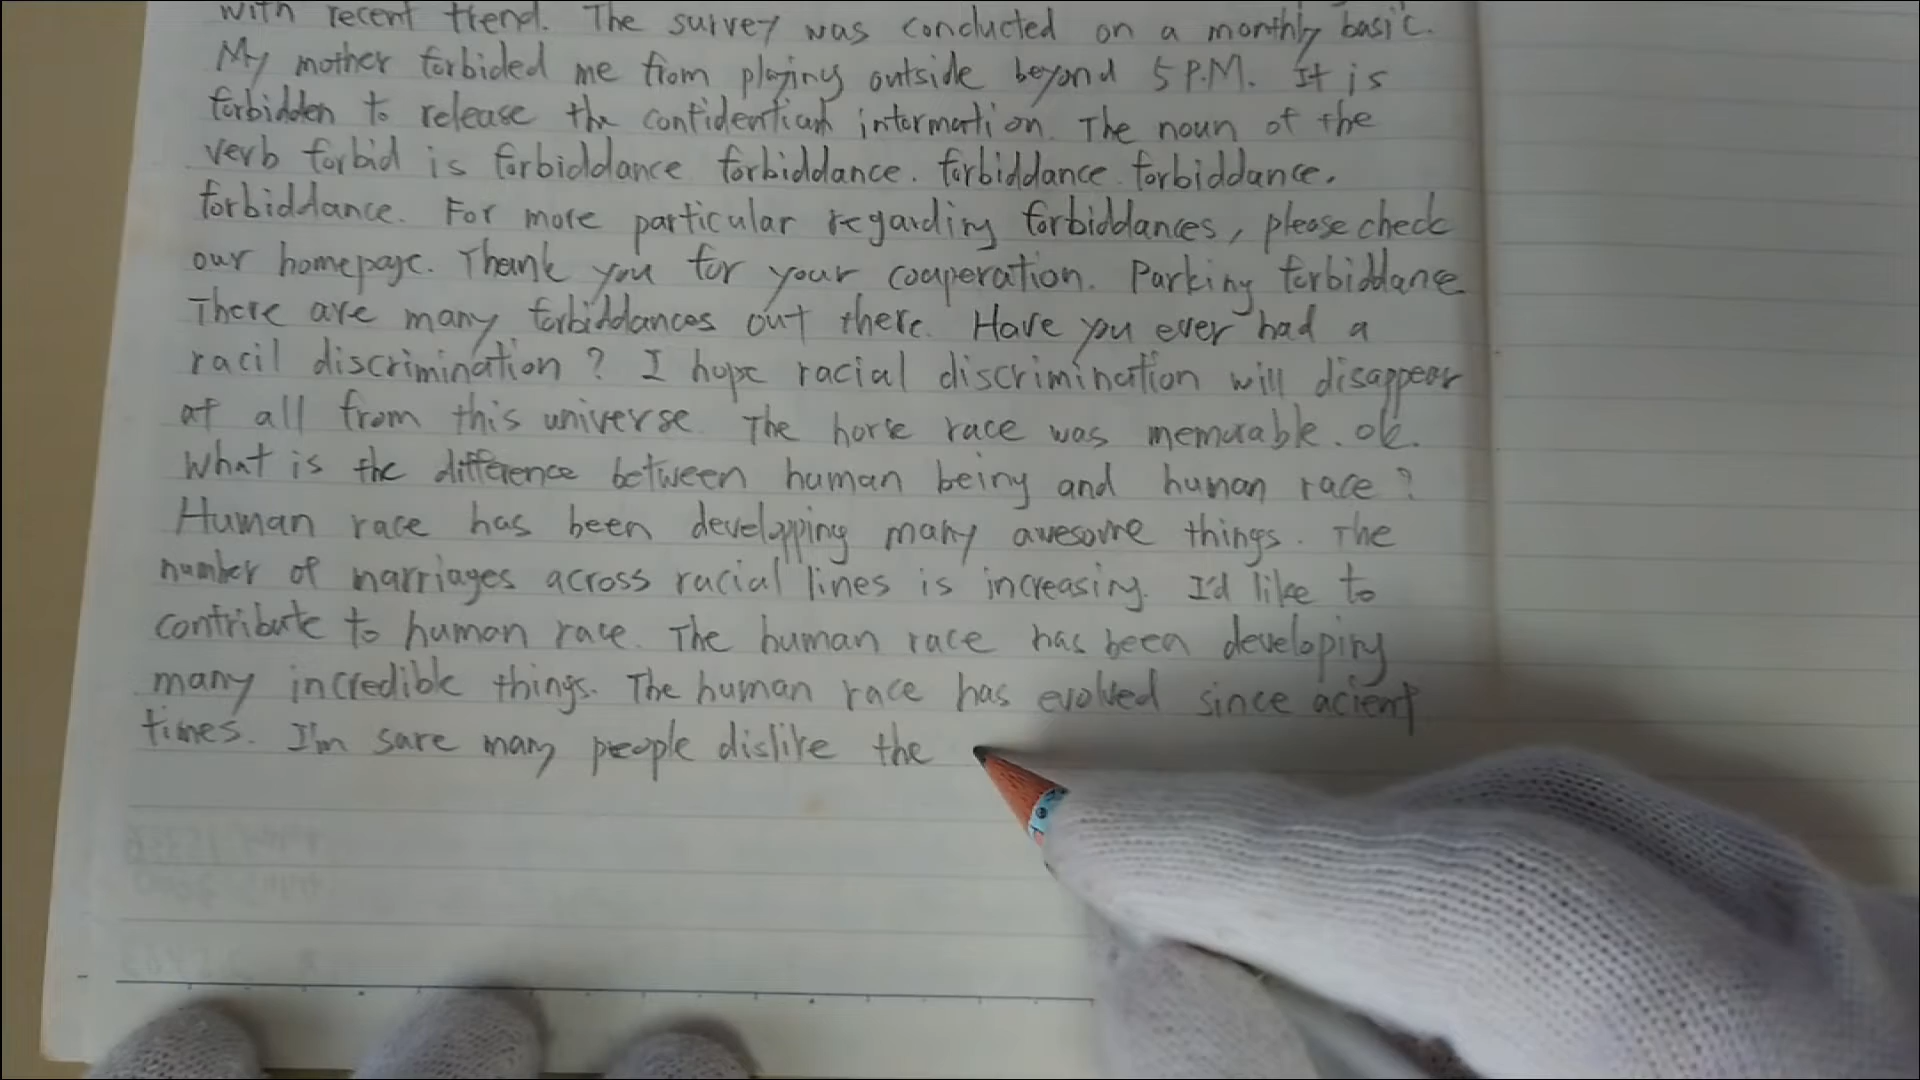 with recent trend. The survey was conducted on a monthly basic.
My mother forbided me from playing outside beyond 5 P.M. It is
forbidden to release the information. The noun of the
verb forbid is forbiddance forbiddance. forbiddance. forbiddance.
forbiddance. For more particular regarding forbiddances, please check
our homepage. Thank you for your couperation. Parking forbiddance
There are many forbiddances out there. Have you ever had a
racil discrimination? I hope racial discrimination will disappear
at all from this universe. The horse race was memorable. ok.
What is the difference between human being and human race?
Human race has been developping many awesome things. The
number of marriages across racial lines is increasing. I'd like to
contribute to human race. The human race has been developing
many incredible things. The human race has evolved since acient
times. I'm sure many people dislike the